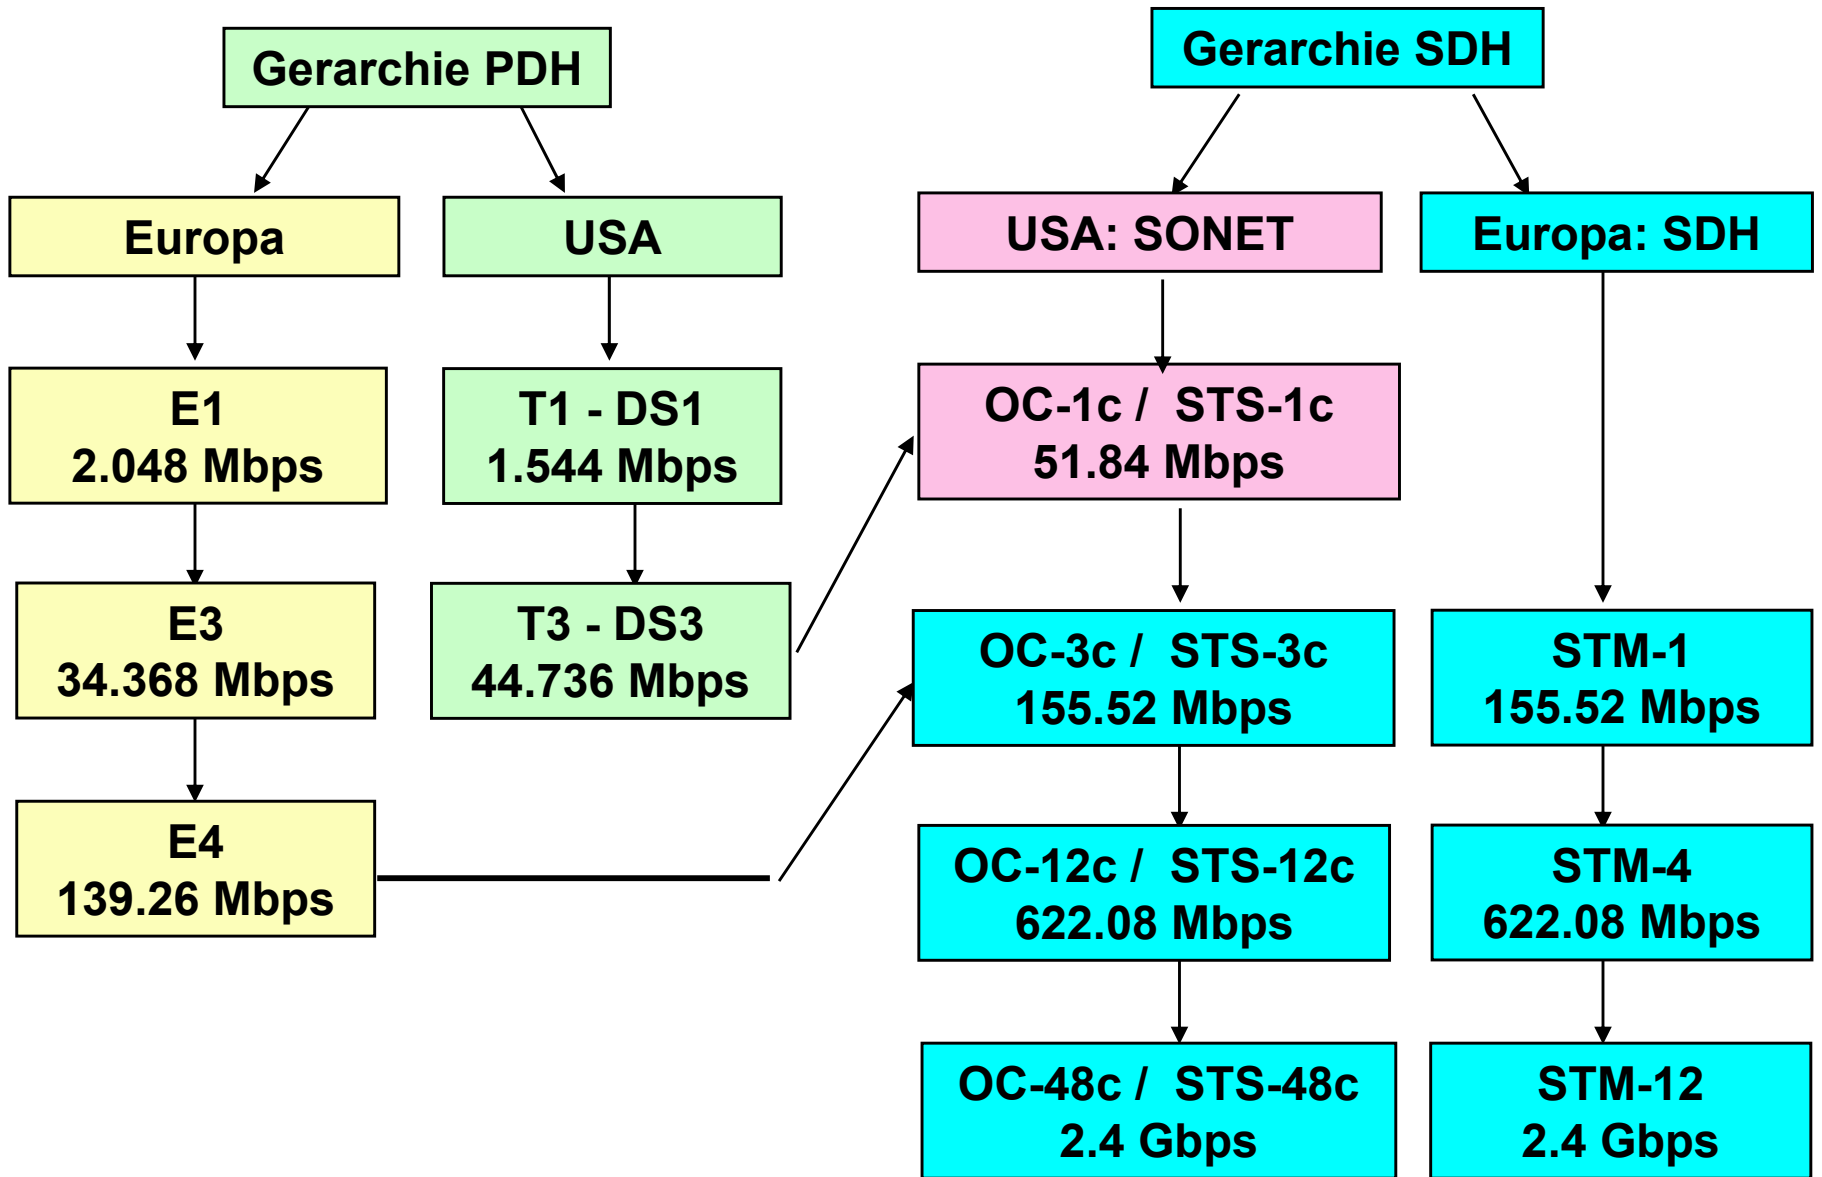 Gerarchie PDH
Gerarchie SDH
Europa
USA
USA: SONET
Europa: SDH
E1
2.048 Mbps
T1 - DS1
1.544 Mbps
OC-1c / STS-1c
51.84 Mbps
E3
34.368 Mbps
T3 - DS3
44.736 Mbps
OC-3c / STS-3c
155.52 Mbps
STM-1
155.52 Mbps
E4
139.26 Mbps
OC-12c / STS-12c
622.08 Mbps
STM-4
622.08 Mbps
OC-48c / STS-48c
2.4 Gbps
STM-12
2.4 Gbps